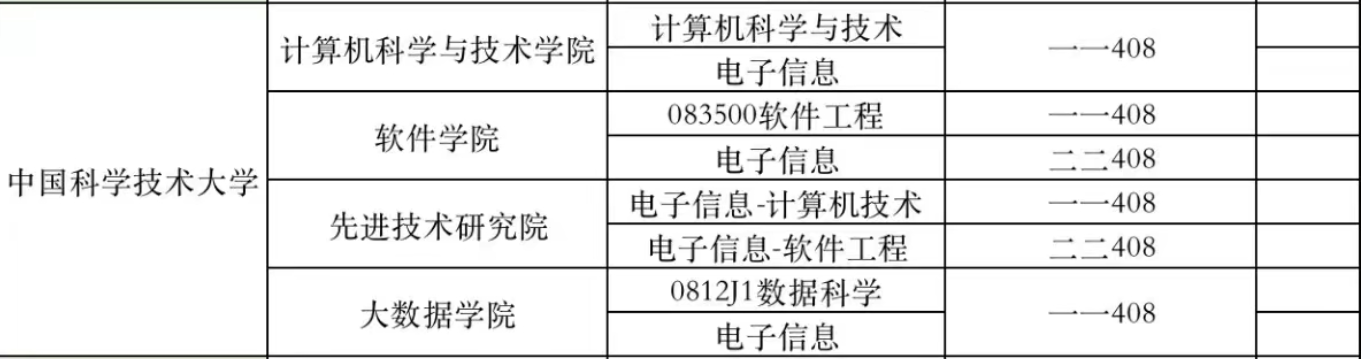 中国科学技术大学
计算机科学与技术学院
计算机科学与技术
一一408
电子信息
软件学院
083500软件工程
一一408
电子信息
二二408
先进技术研究院
电子信息-计算机技术
一一408
电子信息-软件工程
二二408
大数据学院
0812J1数据科学
一一408
电子信息